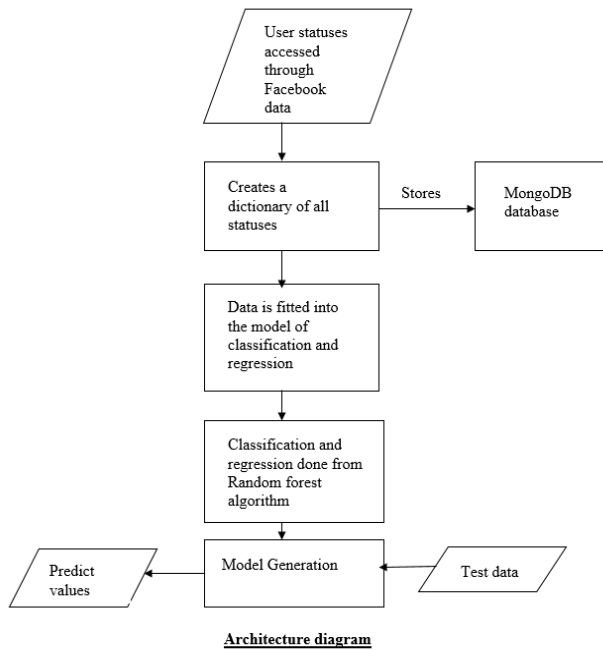 User statuses
accessed
through
Facebook
data
Creates a
dictionary of all
statuses
Stores
MongoDB
database
Data is fitted into
the model of
classification and
regression
Classification and
regression done from
Random forest
algorithm
Model Generation
Predict
values
Test data
Architecture diagram